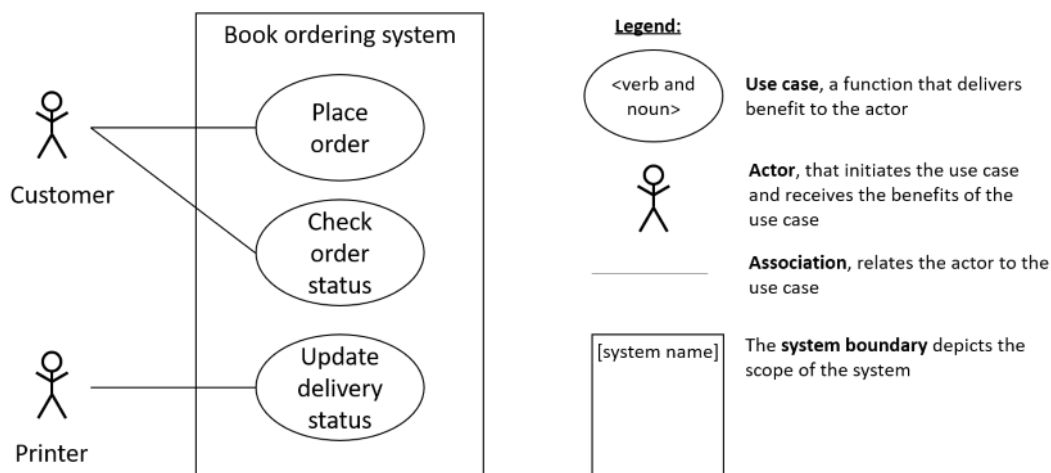 Book ordering system
Place
order
Customer
Check
order
status
Update
delivery
status
Printer
Legend:
<verb and
noun>
Use case, a function that delivers
benefit to the actor
Actor, that initiates the use case
and receives the benefits of the
use case
Association, relates the actor to the
use case
[system name]
The system boundary depicts the
scope of the system